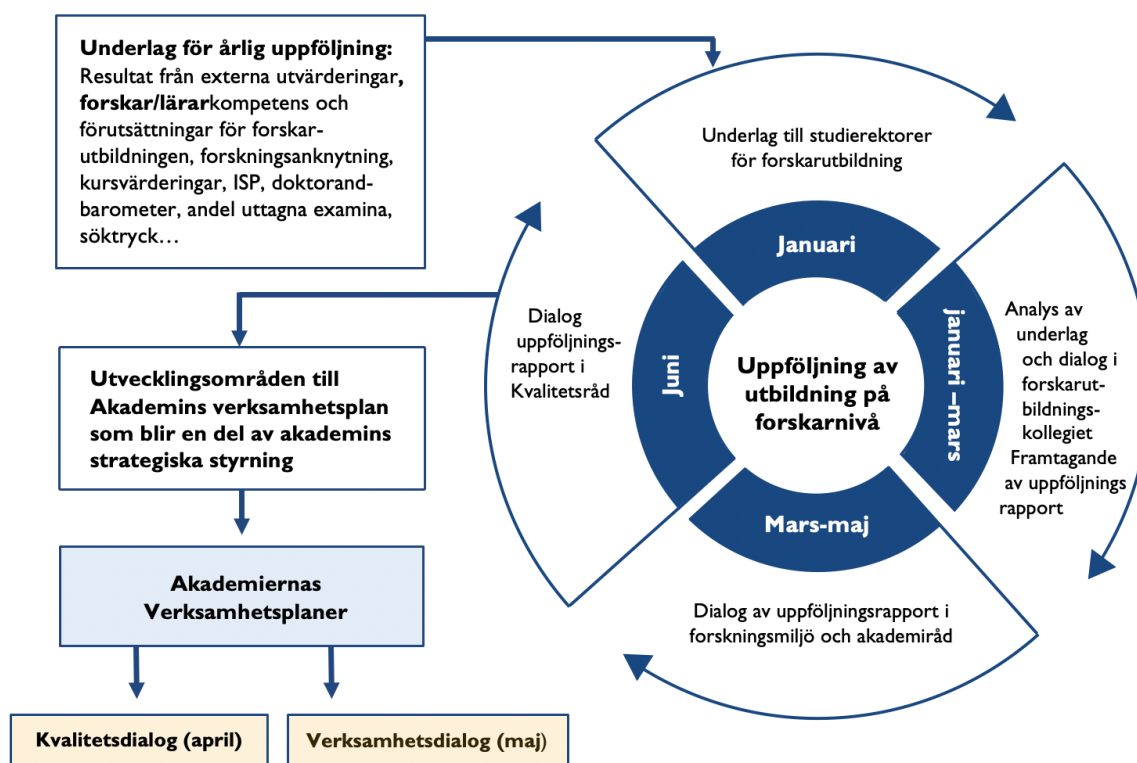 Underlag för årlig uppföljning:
Resultat från externa utvärderingar,
forskar/lärarkompetens och
förutsättningar för forskar-
utbildningen, forskningsanknytning,
kursvärderingar, ISP, doktorand-
barometer, andel uttagna examina,
söktryck...
Utvecklingsområden till
Akademins verksamhetsplan
som blir en del av akademins
strategiska styrning
Akademiernas
Verksamhetsplaner
Kvalitetsdialog (april)
Verksamhetsdialog (maj)
Underlag till studierektorer
för forskarutbildning
Januari
Analys av
underlag
och dialog i
forskarut-
bildnings-
kollegiet
Framtagande
av uppföljnings
rapport
januari –mars
Dialog av uppföljningsrapport i
forskningsmiljö och akademiråd
Mars-maj
Dialog
uppföljnings-
rapport i
Kvalitetsråd
Juni
Uppföljning av
utbildning på
forskarnivå